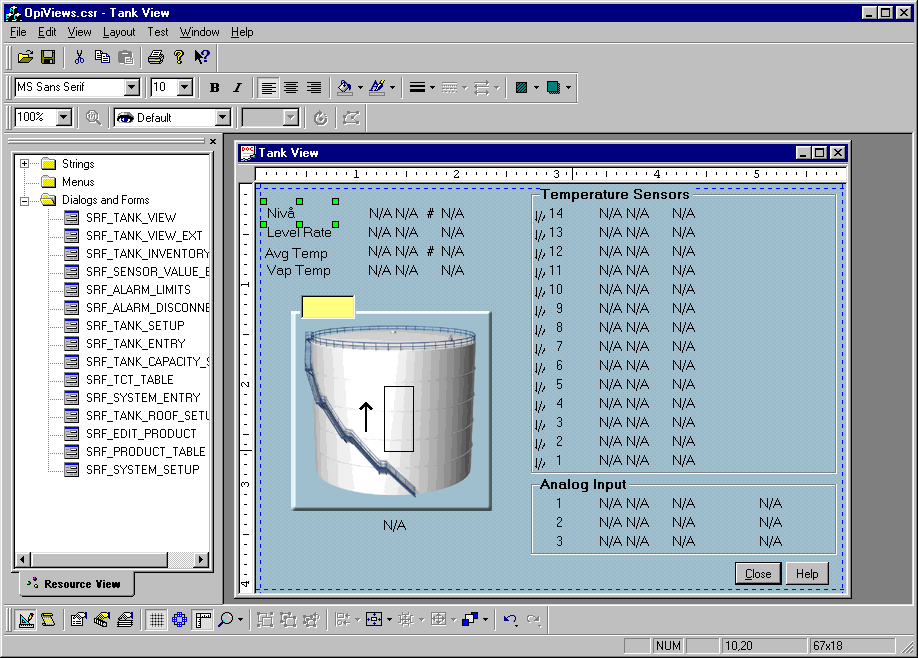 OpiViews.csr - Tank View
File Edit View Layout Test Window Help
MS Sans Serif 10 B I
100% Default
Strings
Menus
Dialogs and Forms
SRF_TANK_VIEW
SRF_TANK_VIEW_EXT
SRF_TANK_INVENTORY
SRF_SENSOR_VALUE_E
SRF_ALARM_LIMITS
SRF_ALARM_DISCONNE
SRF_TANK_SETUP
SRF_TANK_ENTRY
SRF_TANK_CAPACITY_S
SRF_TCT_TABLE
SRF_SYSTEM_ENTRY
SRF_TANK_ROOF_SETU
SRF_EDIT_PRODUCT
SRF_PRODUCT_TABLE
SRF_SYSTEM_SETUP
Resource View
Tank View
1 2 3 4 5
1
2
3
4
Nivå N/A N/A # N/A
Level Rate N/A N/A N/A
Avg Temp N/A N/A # N/A
Vap Temp N/A N/A N/A
N/A
Temperature Sensors
14 N/A N/A N/A
13 N/A N/A N/A
12 N/A N/A N/A
11 N/A N/A N/A
10 N/A N/A N/A
9 N/A N/A N/A
8 N/A N/A N/A
7 N/A N/A N/A
6 N/A N/A N/A
5 N/A N/A N/A
4 N/A N/A N/A
3 N/A N/A N/A
2 N/A N/A N/A
1 N/A N/A N/A
Analog Input
1 N/A N/A N/A N/A
2 N/A N/A N/A N/A
3 N/A N/A N/A N/A
Close Help
NUM 10,20 67x18